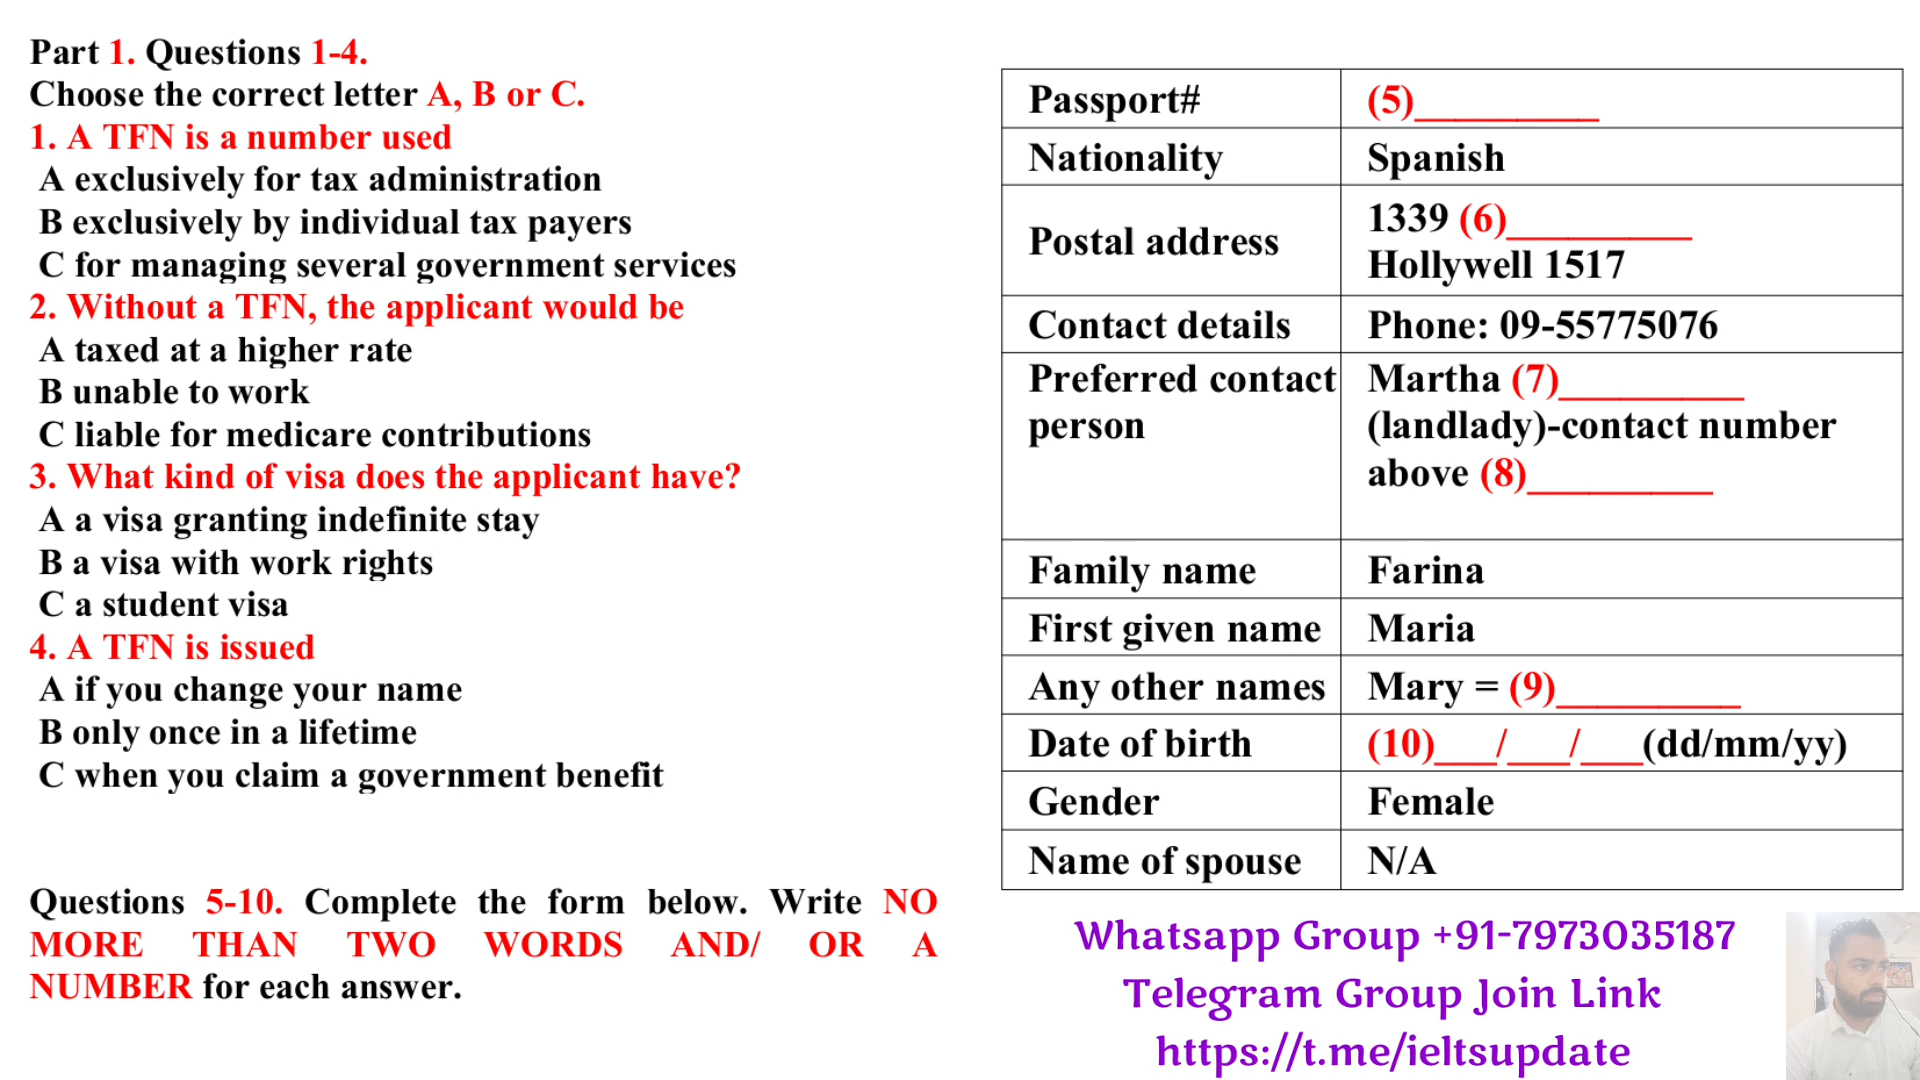 Part 1. Questions 1-4.
Choose the correct letter A, B or C.
1. A TFN is a number used
A exclusively for tax administration
B exclusively by individual tax payers
C for managing several government services
2. Without a TFN, the applicant would be
A taxed at a higher rate
B unable to work
C liable for medicare contributions
3. What kind of visa does the applicant have?
A a visa granting indefinite stay
B a visa with work rights
C a student visa
4. A TFN is issued
A if you change your name
B only once in a lifetime
C when you claim a government benefit
Questions 5-10. Complete the form below. Write NO
MORE THAN TWO WORDS AND/ OR A
NUMBER for each answer.
Passport# (5)_________
Nationality Spanish
Postal address 1339 (6)_________
Hollywell 1517
Contact details Phone: 09-55775076
Preferred contact Martha (7)_________
person (landlady)-contact number
above (8)_________
Family name Farina
First given name Maria
Any other names Mary = (9)_________
Date of birth (10)___/___/___(dd/mm/yy)
Gender Female
Name of spouse N/A
Whatsapp Group +91-7973035187
Telegram Group Join Link
https://t.me/ieltsupdate